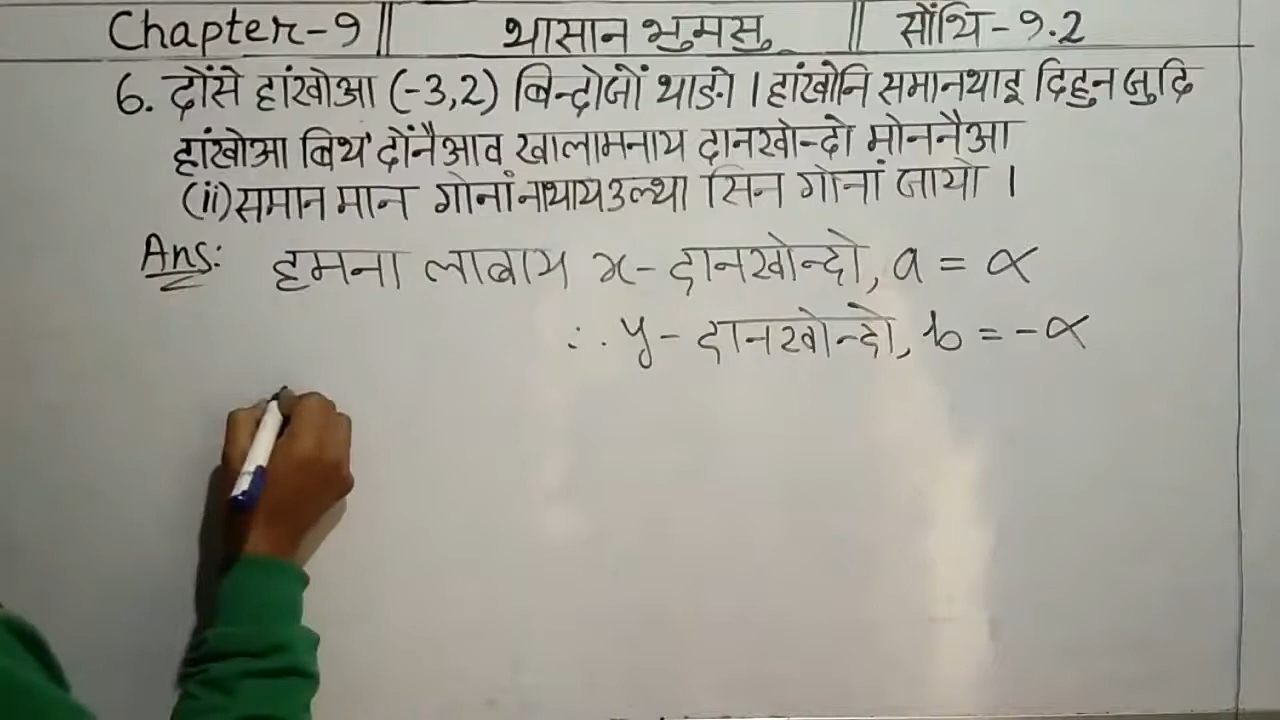 Chapter-9 || थासान भुमसु || सोंथि-9.2
6. दोंसे हांखोआ (-3,2) बिन्दोजों थाङो । हांखोनि समानथाइ दिहुन जुदि
हांखोआ बिथ' दोंनैआव खालामनाय दानखोन्दो मोननैआ
(ii) समान मान गोनां नाथाय उल्था सिन गोनां जायो ।
Ans: हमना लाबाय x-दानखोन्दो, a = α
∴ y-दानखोन्दो, b = -α